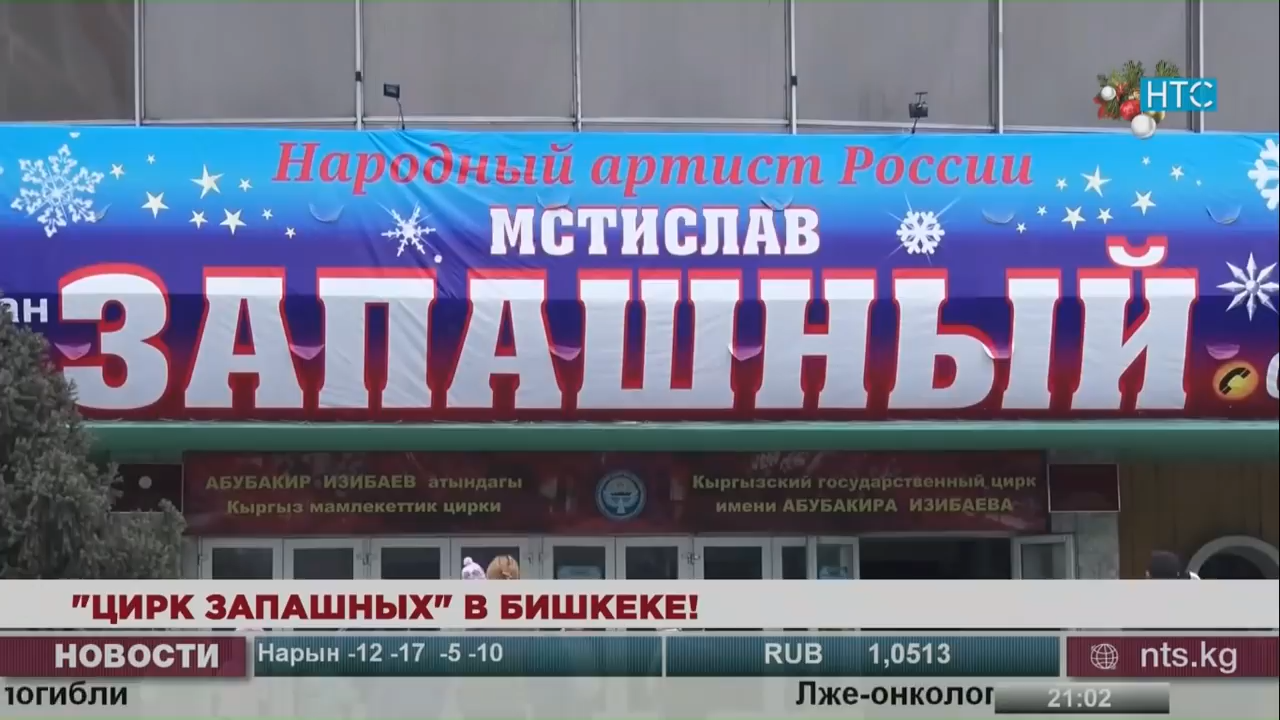 НТС
Народный артист России
МСТИСЛАВ
ан
ЗАПАШНЫЙ
АБУБАКИР ИЗИБАЕВ атындагы
Кыргыз мамлекеттик цирки
Кыргызский государственный цирк
имени АБУБАКИРА ИЗИБАЕВА
"ЦИРК ЗАПАШНЫХ" В БИШКЕКЕ!
НОВОСТИ
Нарын -12 -17 -5 -10
RUB 1,0513
nts.kg
погибли
Лже-онколог
21:02